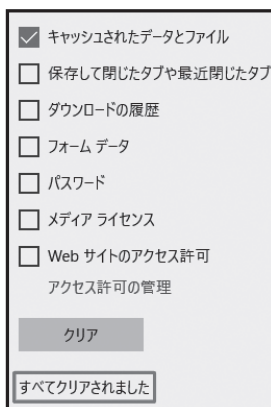 キャッシュされたデータとファイル
保存して閉じたタブや最近閉じたタブ
ダウンロードの履歴
フォーム データ
パスワード
メディア ライセンス
Web サイトのアクセス許可
アクセス許可の管理
クリア
すべてクリアされました